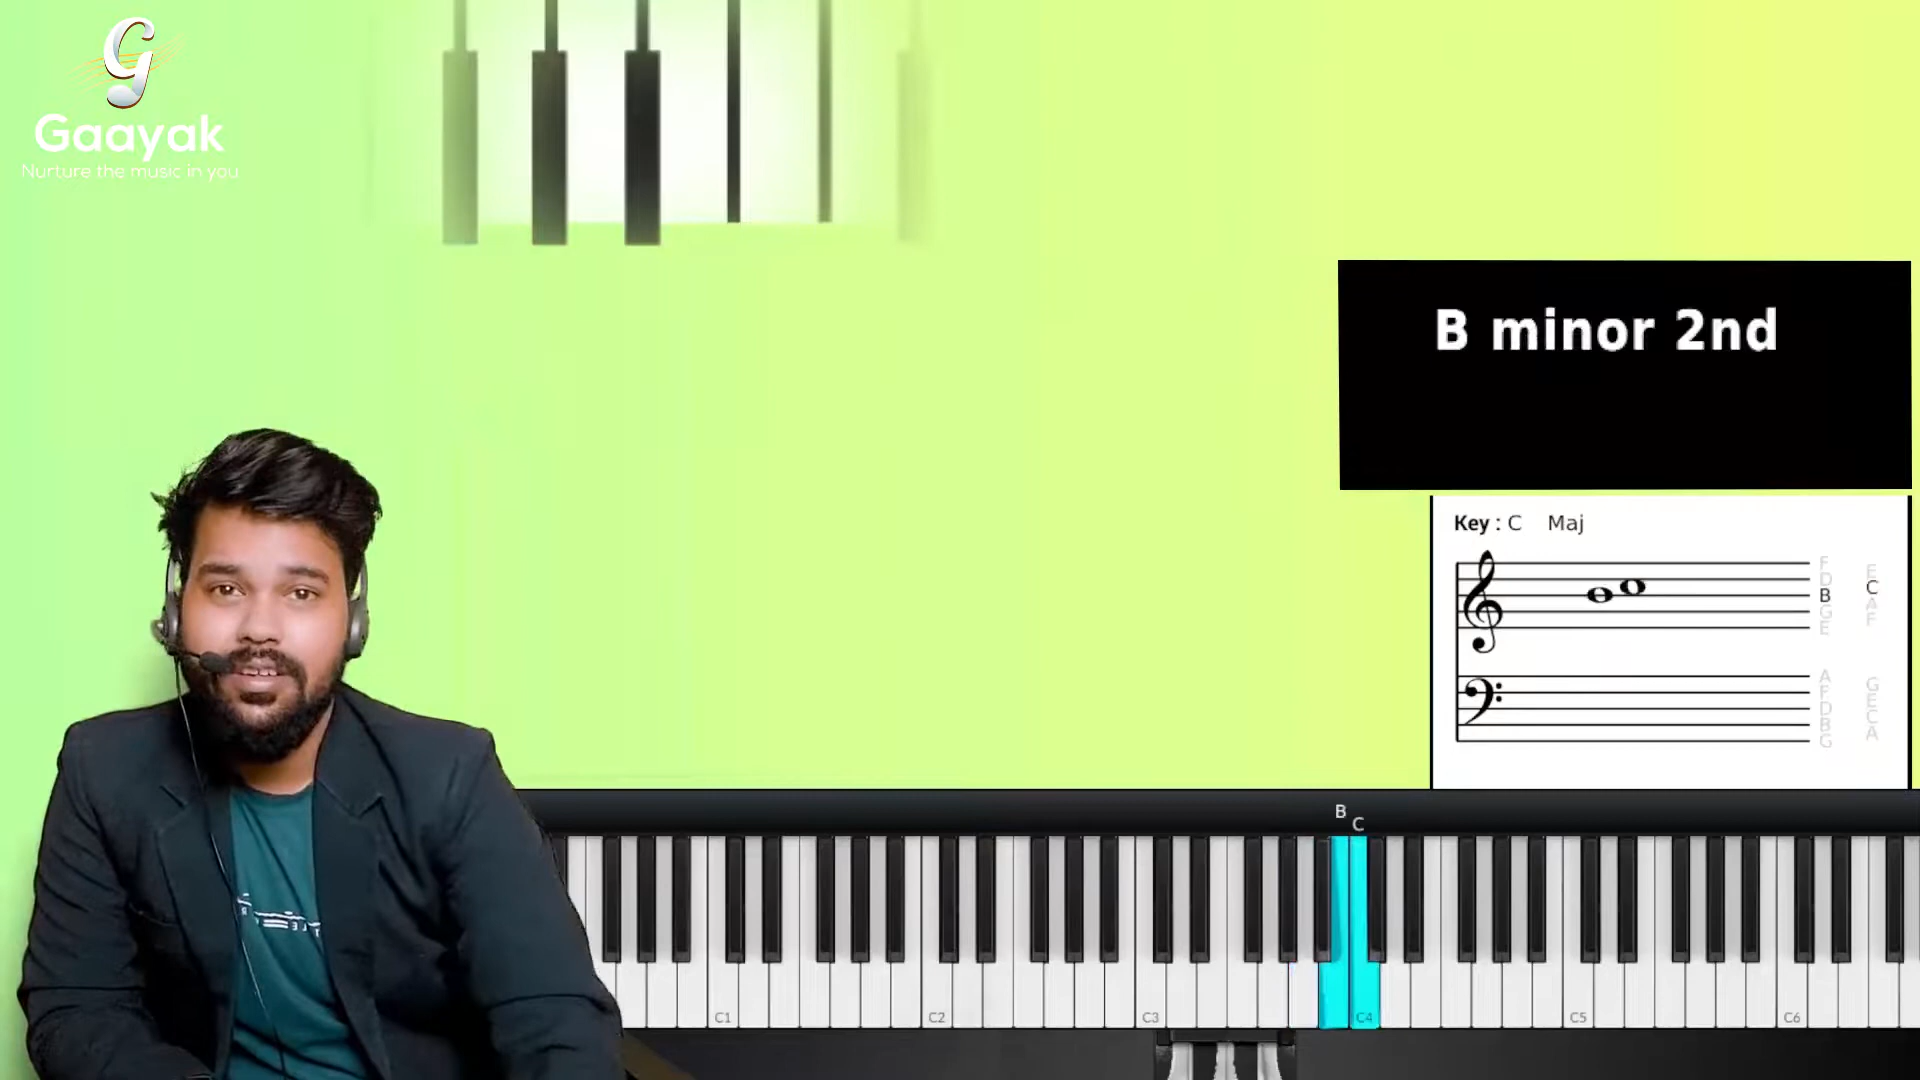 Gaayak
Nurture the music in you
B minor 2nd
Key : C Maj
F
E
D
C
B
A
G
F
E
A
G
F
E
D
C
B
A
G
B
C
C1
C2
C3
C4
C5
C6